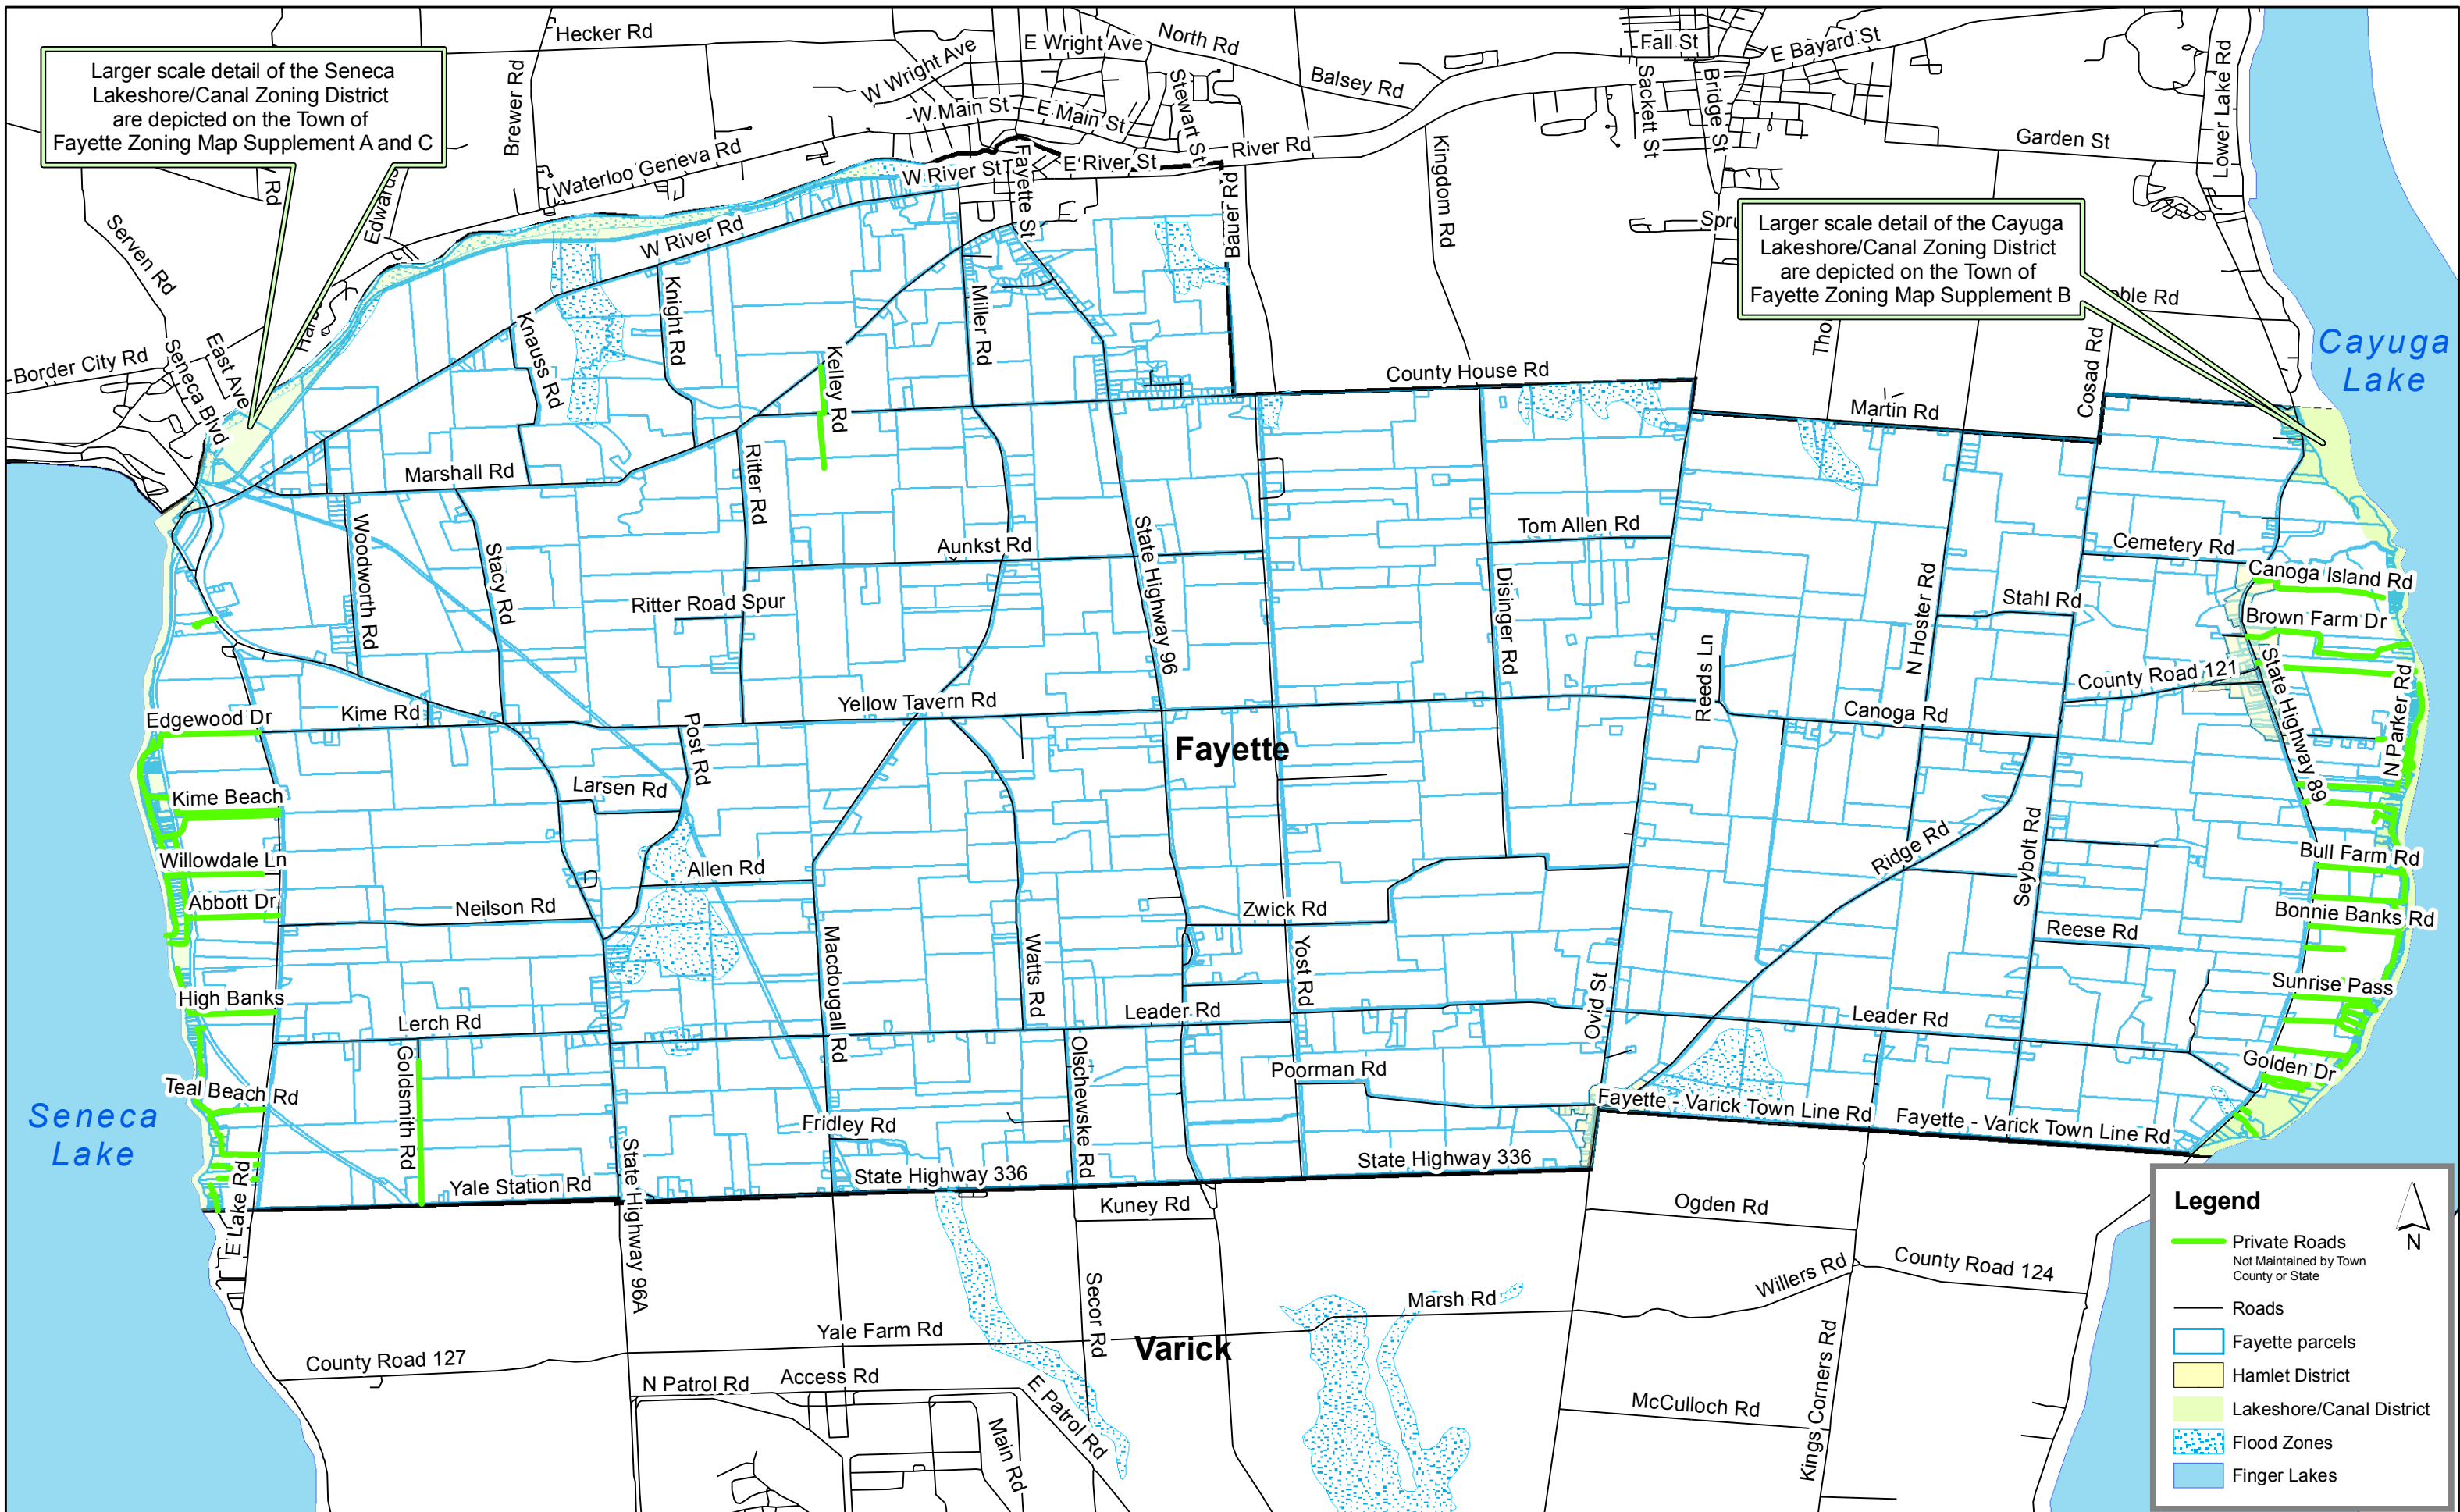 Hecker Rd
E Wright Ave
North Rd
Fall St
E Bayard St
Larger scale detail of the Seneca
Lakeshore/Canal Zoning District
are depicted on the Town of
Fayette Zoning Map Supplement A and C
Brewer Rd
W Wright Ave
Stewart St
Balsey Rd
Sackett St
Bridge St
Lower Lake Rd
W Main St
E Main St
Garden St
Waterloo Geneva Rd
River Rd
W River St
E River St
Fayette St
Bauer Rd
Kingdom Rd
Rd
Edwards
Serven Rd
W River Rd
Larger scale detail of the Cayuga
Lakeshore/Canal Zoning District
are depicted on the Town of
Fayette Zoning Map Supplement B
Cayuga
Lake
Border City Rd
Seneca Blvd
East Ave
Knauss Rd
Knight Rd
Kelley Rd
Miller Rd
County House Rd
Martin Rd
Cosad Rd
Marshall Rd
Ritter Rd
Woodworth Rd
Stacy Rd
Aunkst Rd
State Highway 96
Tom Allen Rd
Cemetery Rd
Canoga Island Rd
Ritter Road Spur
Disinger Rd
N Hoster Rd
Stahl Rd
Brown Farm Dr
Reeds Ln
County Road 121
State Highway 89
N Parker Rd
Edgewood Dr
Kime Rd
Yellow Tavern Rd
Canoga Rd
Post Rd
Fayette
Larsen Rd
Kime Beach
Willowdale Ln
Allen Rd
Ridge Rd
Seybolt Rd
Bull Farm Rd
Abbott Dr
Neilson Rd
Zwick Rd
Bonnie Banks Rd
Reese Rd
Macdougall Rd
Watts Rd
Yost Rd
Ovid St
High Banks
Lerch Rd
Leader Rd
Leader Rd
Sunrise Pass
Goldsmith Rd
Olschewske Rd
Poorman Rd
Golden Dr
Seneca
Lake
Teal Beach Rd
Fridley Rd
Fayette - Varick Town Line Rd
Fayette - Varick Town Line Rd
E Lake Rd
Yale Station Rd
State Highway 96A
State Highway 336
State Highway 336
Kuney Rd
Ogden Rd
Secor Rd
Marsh Rd
Willers Rd
County Road 124
County Road 127
Yale Farm Rd
Varick
N Patrol Rd
Access Rd
E Patrol Rd
Main Rd
McCulloch Rd
Kings Corners Rd
Legend
N
Private Roads
Not Maintained by Town
County or State
Roads
Fayette parcels
Hamlet District
Lakeshore/Canal District
Flood Zones
Finger Lakes